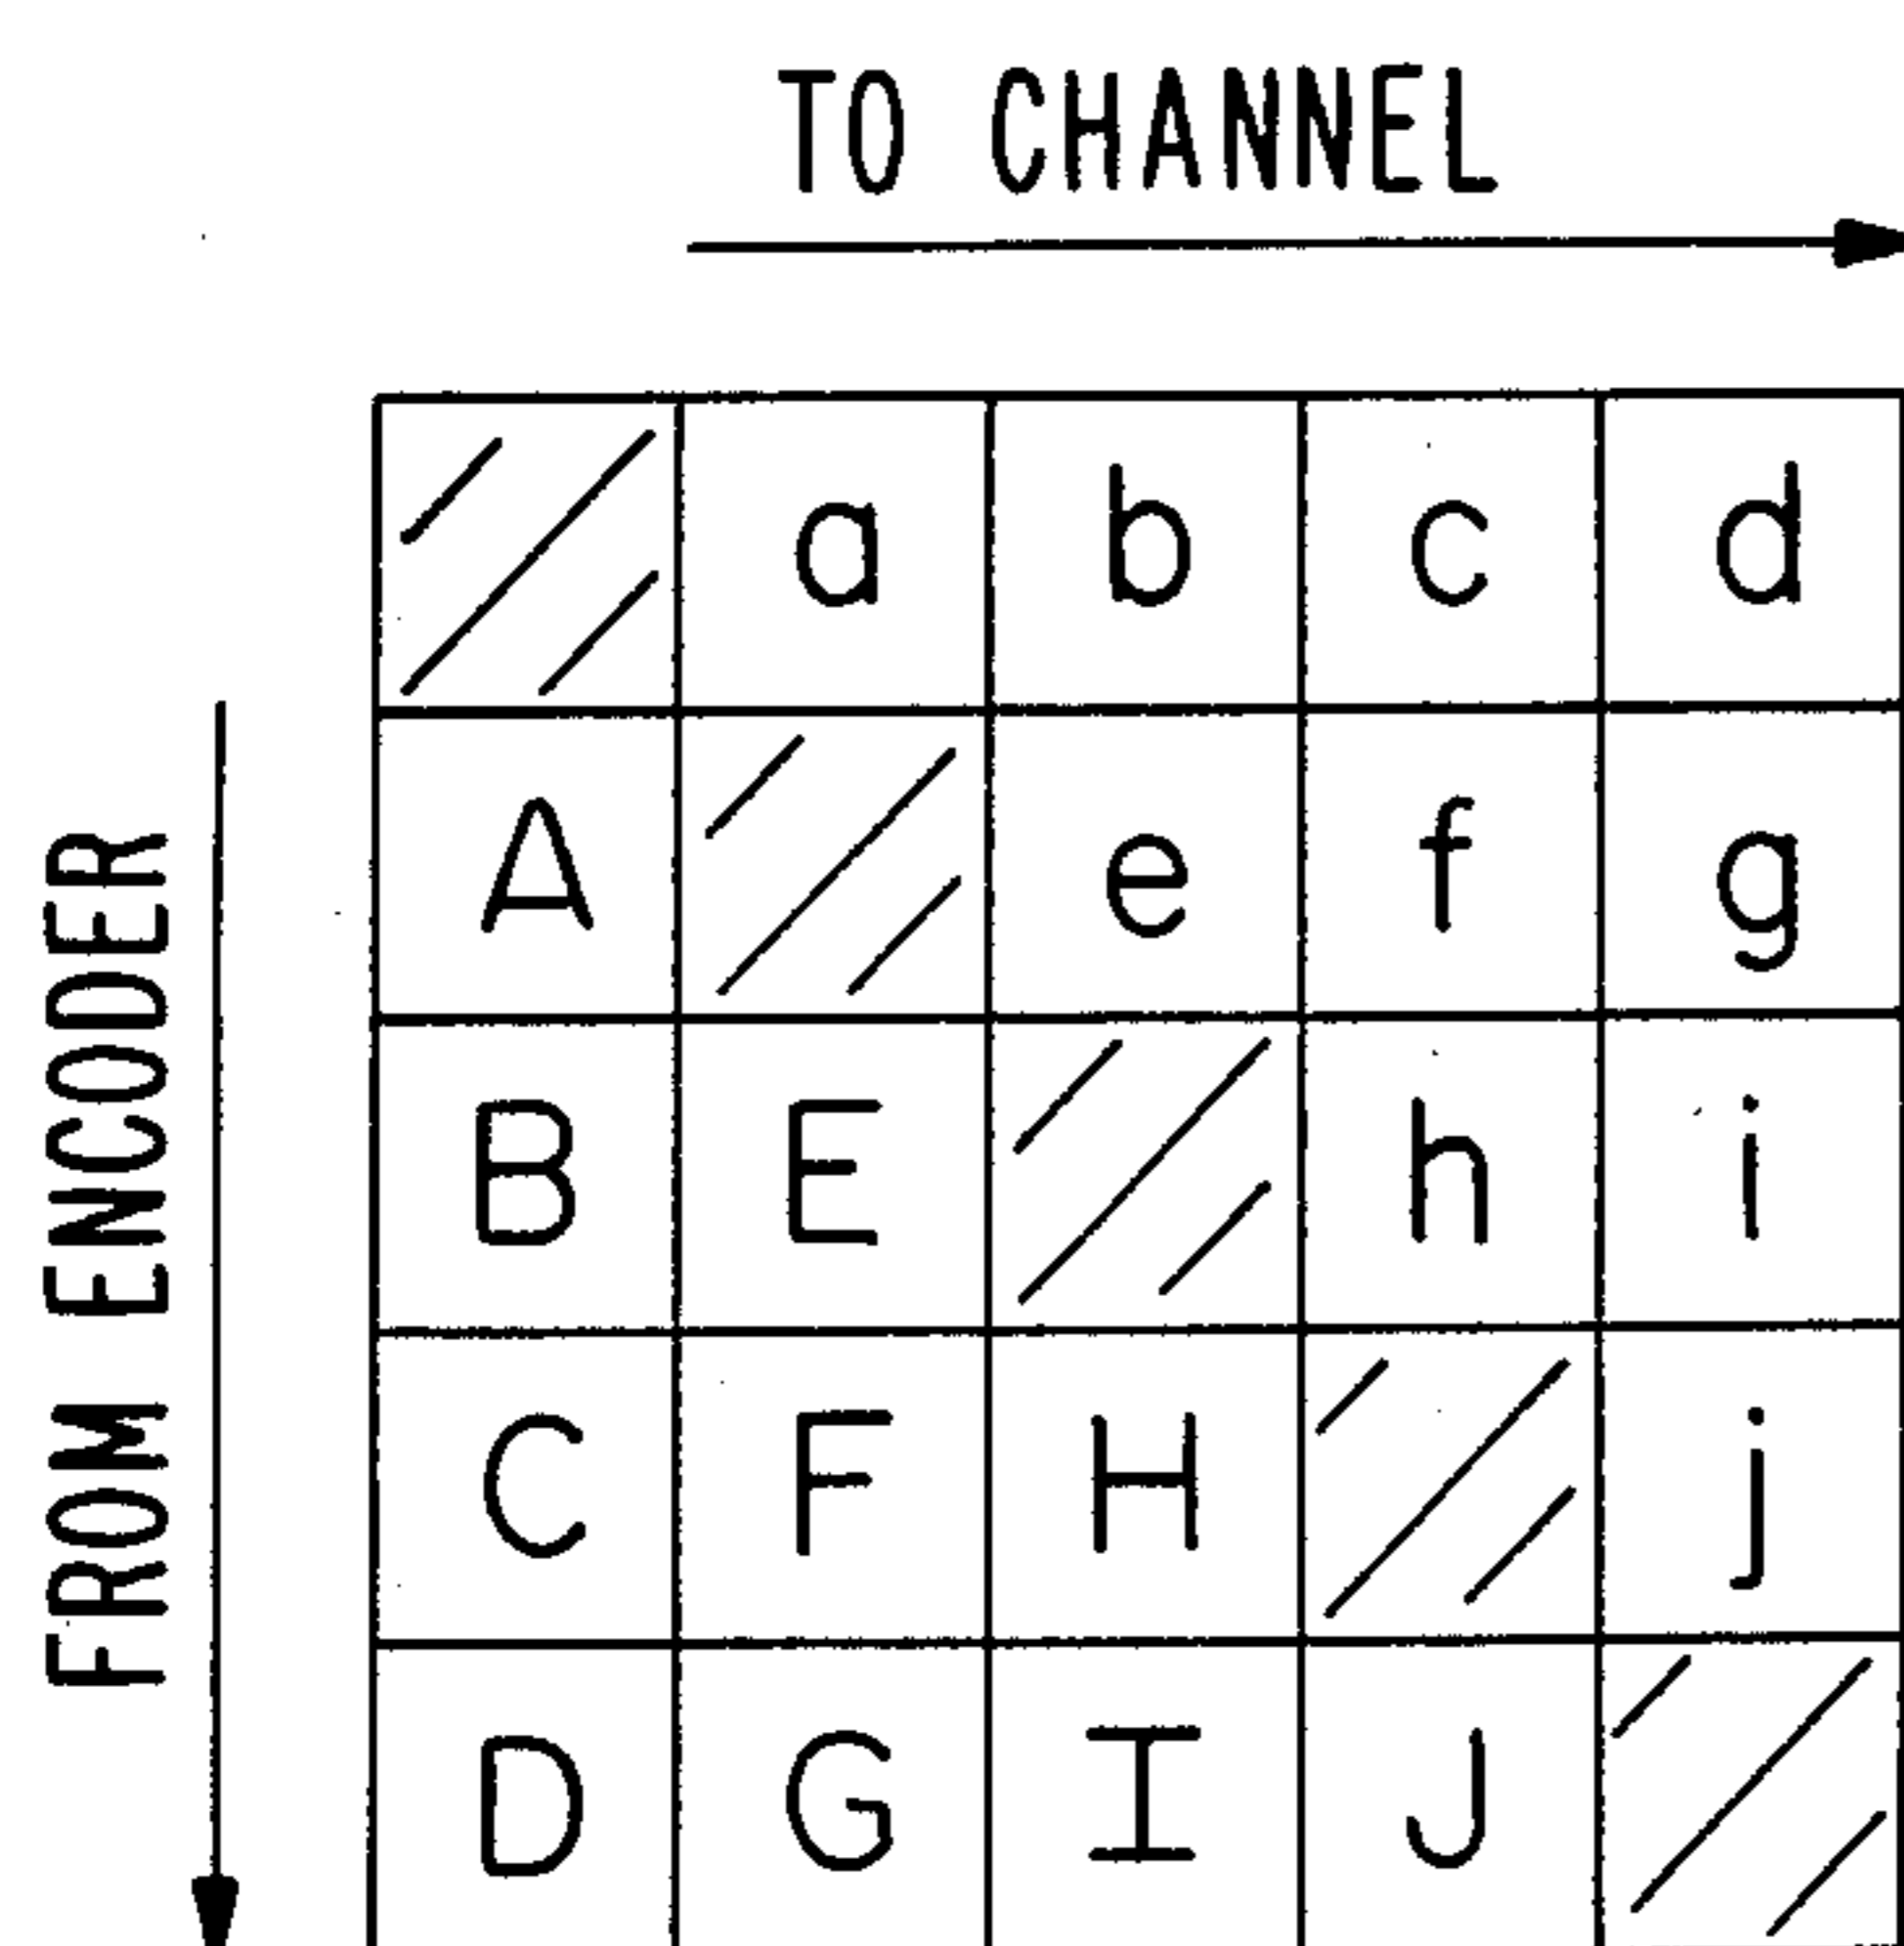 TO CHANNEL
FROM ENCODER
a b c d
A e f g
B E h i
C F H j
D G I J